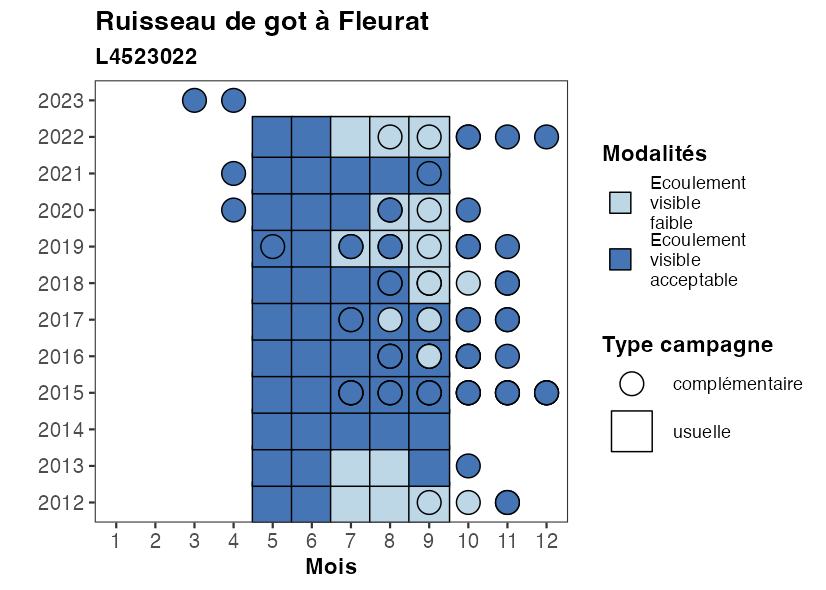 Ruisseau de got à Fleurat
L4523022
2023
2022
2021
2020
2019
2018
2017
2016
2015
2014
2013
2012
1 2 3 4 5 6 7 8 9 10 11 12
Mois
Modalités
Ecoulement
visible
faible
Ecoulement
visible
acceptable
Type campagne
complémentaire
usuelle